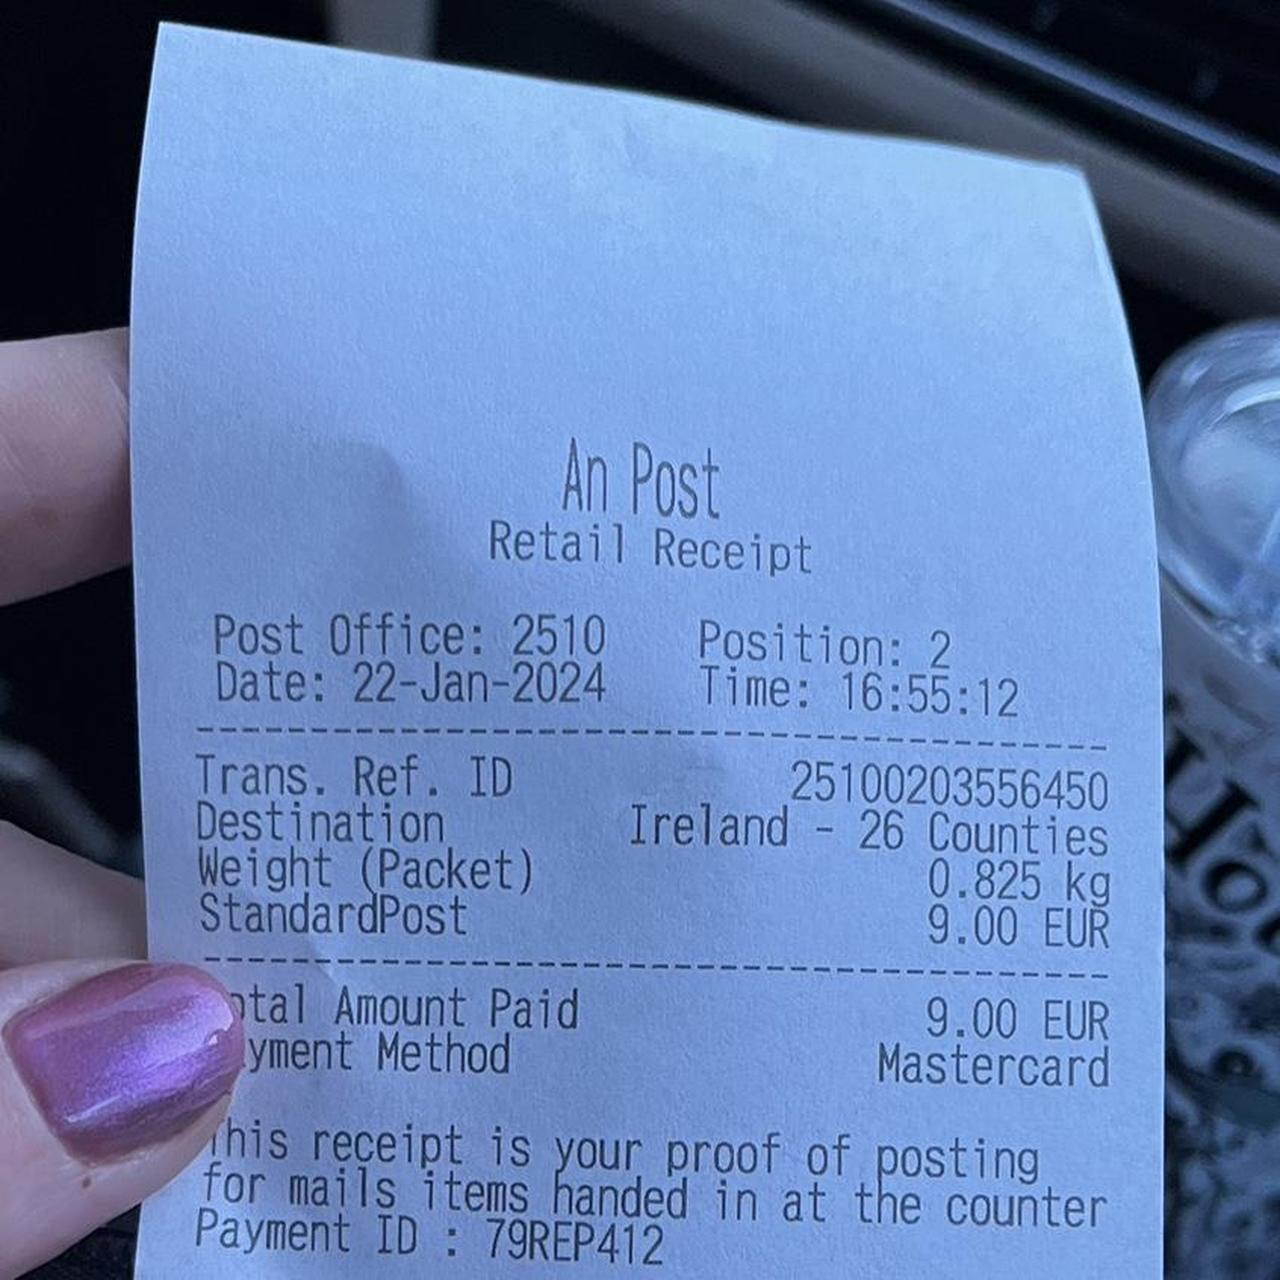 An Post
Retail Receipt
Post Office: 2510 Position: 2
Date: 22-Jan-2024 Time: 16:55:12
Trans. Ref. ID 25100203556450
Destination Ireland - 26 Counties
Weight (Packet) 0.825 kg
StandardPost 9.00 EUR
otal Amount Paid 9.00 EUR
yment Method Mastercard
This receipt is your proof of posting
for mails items handed in at the counter
Payment ID : 79REP412